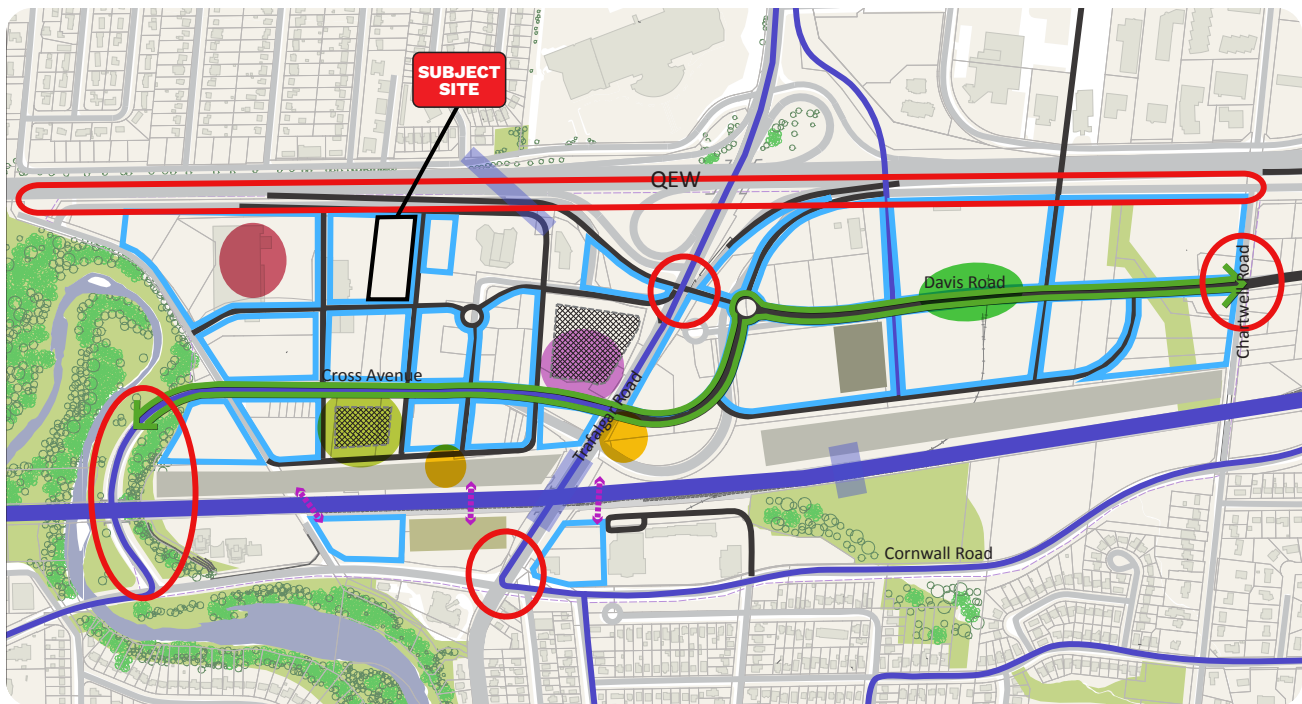 SUBJECT
SITE
QEW
Davis Road
Chartwell Road
Cross Avenue
Trafalgar Road
Cornwall Road